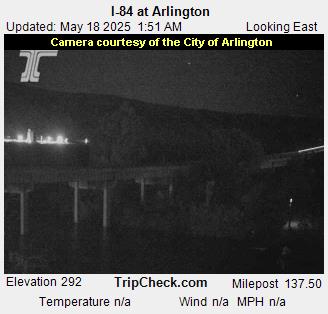 I-84 at Arlington
Updated: May 18 2025 1:51 AM Looking East
Camera courtesy of the City of Arlington
Elevation 292 TripCheck.com Milepost 137.50
Temperature n/a Wind n/a MPH n/a